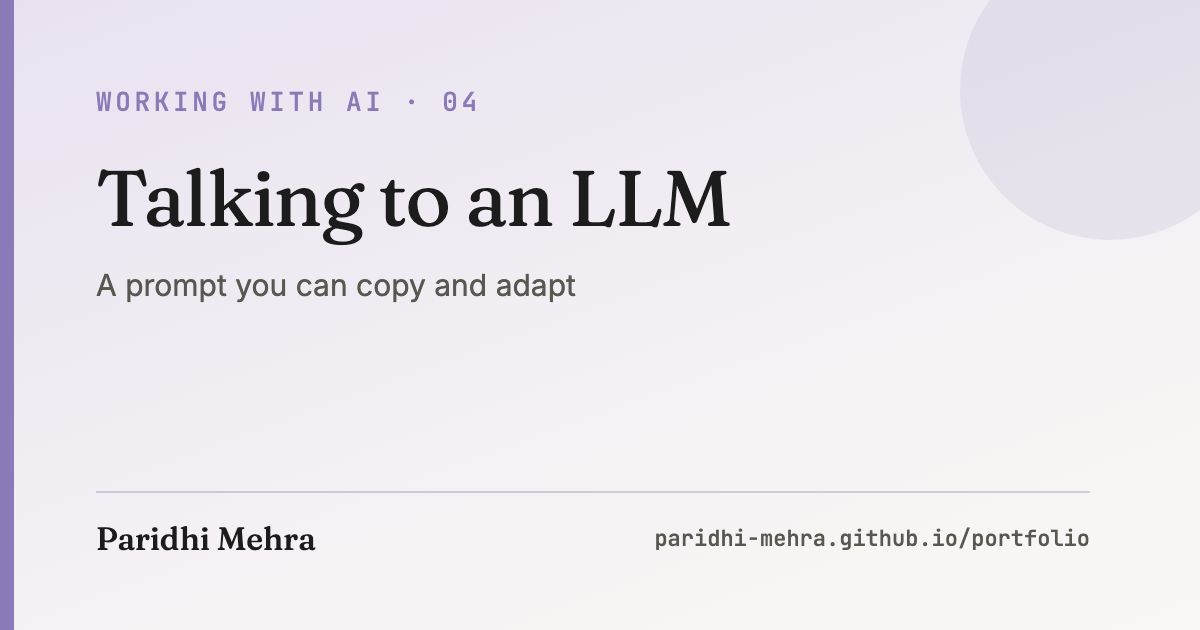 WORKING WITH AI · 04
Talking to an LLM
A prompt you can copy and adapt
Paridhi Mehra
paridhi-mehra.github.io/portfolio